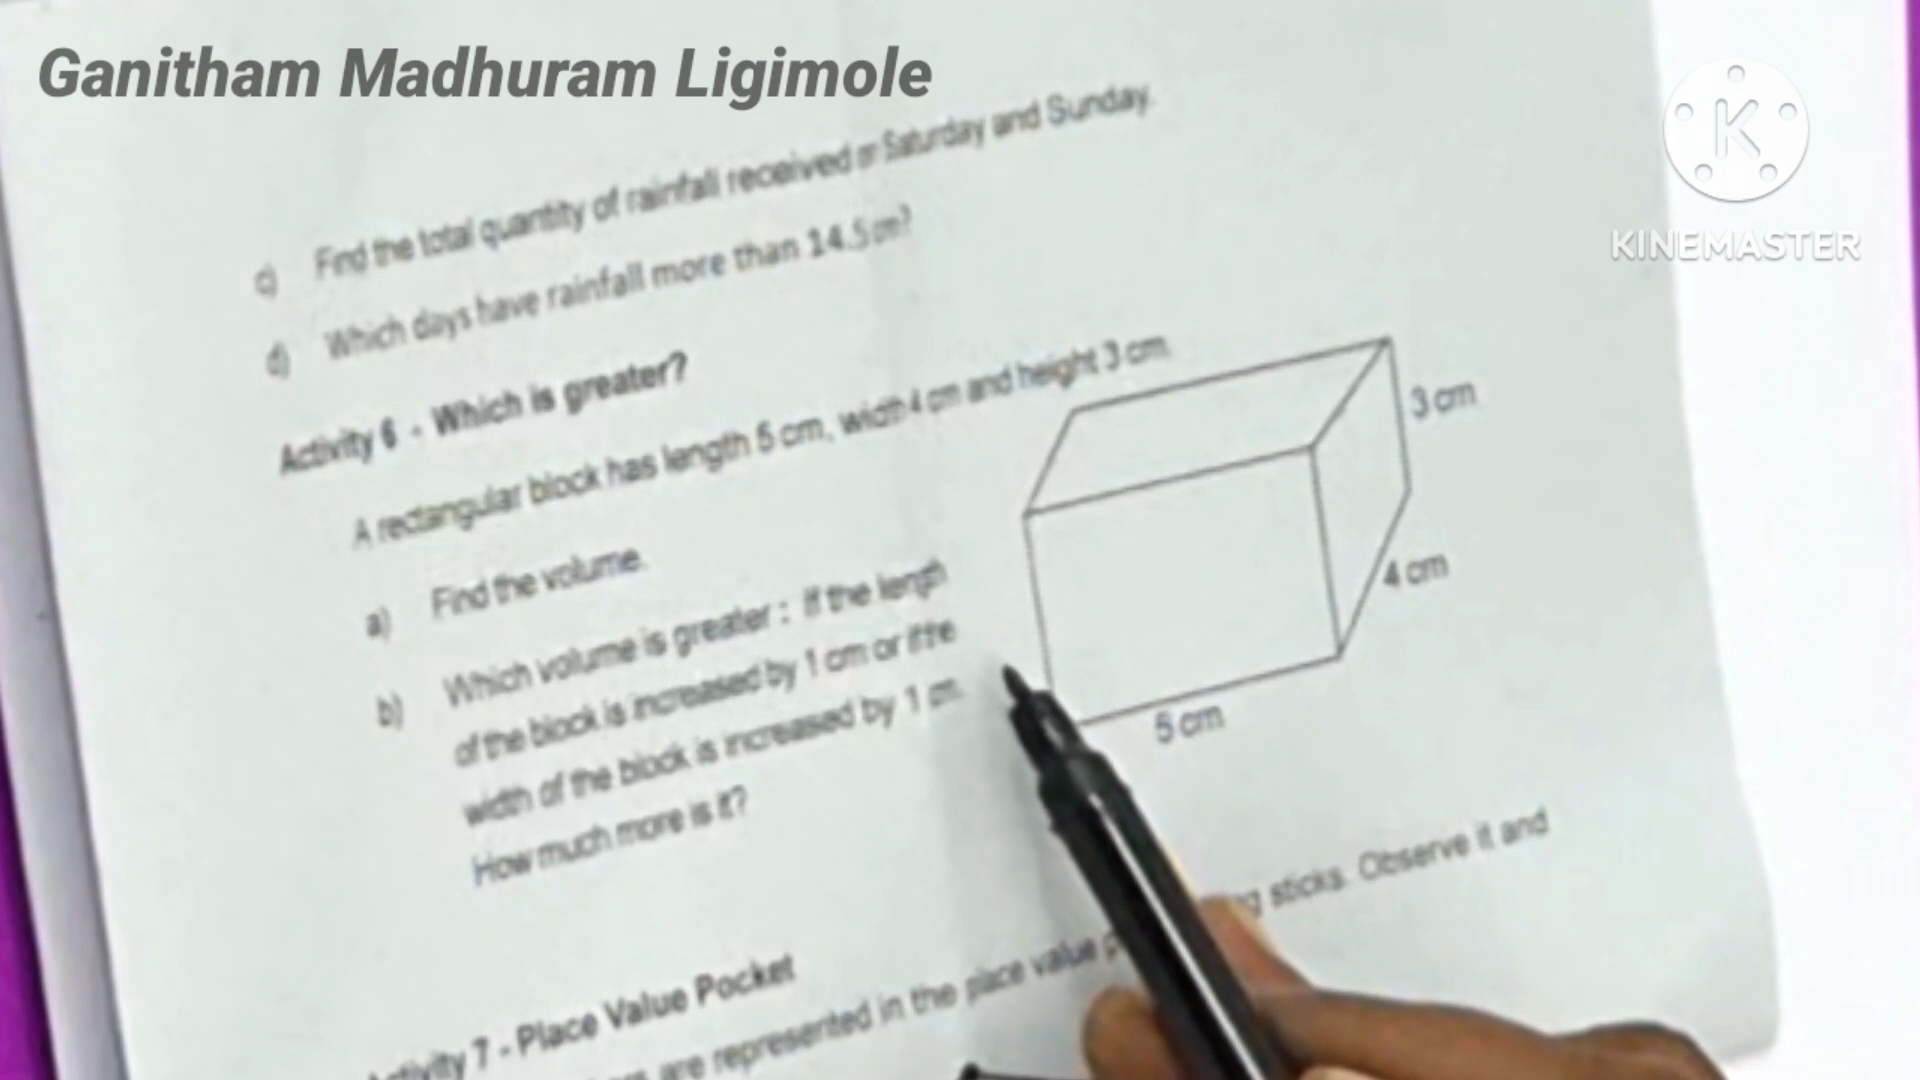 Ganitham Madhuram Ligimole
KINEMASTER
c) Find the total quantity of rainfall received on Saturday and Sunday.
d) Which days have rainfall more than 14.5 cm?
Activity 6 - Which is greater?
A rectangular block has length 5 cm, width 4 cm and height 3 cm.
3 cm
a) Find the volume.
4 cm
b) Which volume is greater : If the length
of the block is increased by 1 cm or if the
width of the block is increased by 1 cm.
5 cm
How much more is it?
Activity 7 - Place Value Pocket
are represented in the place value sticks. Observe it and